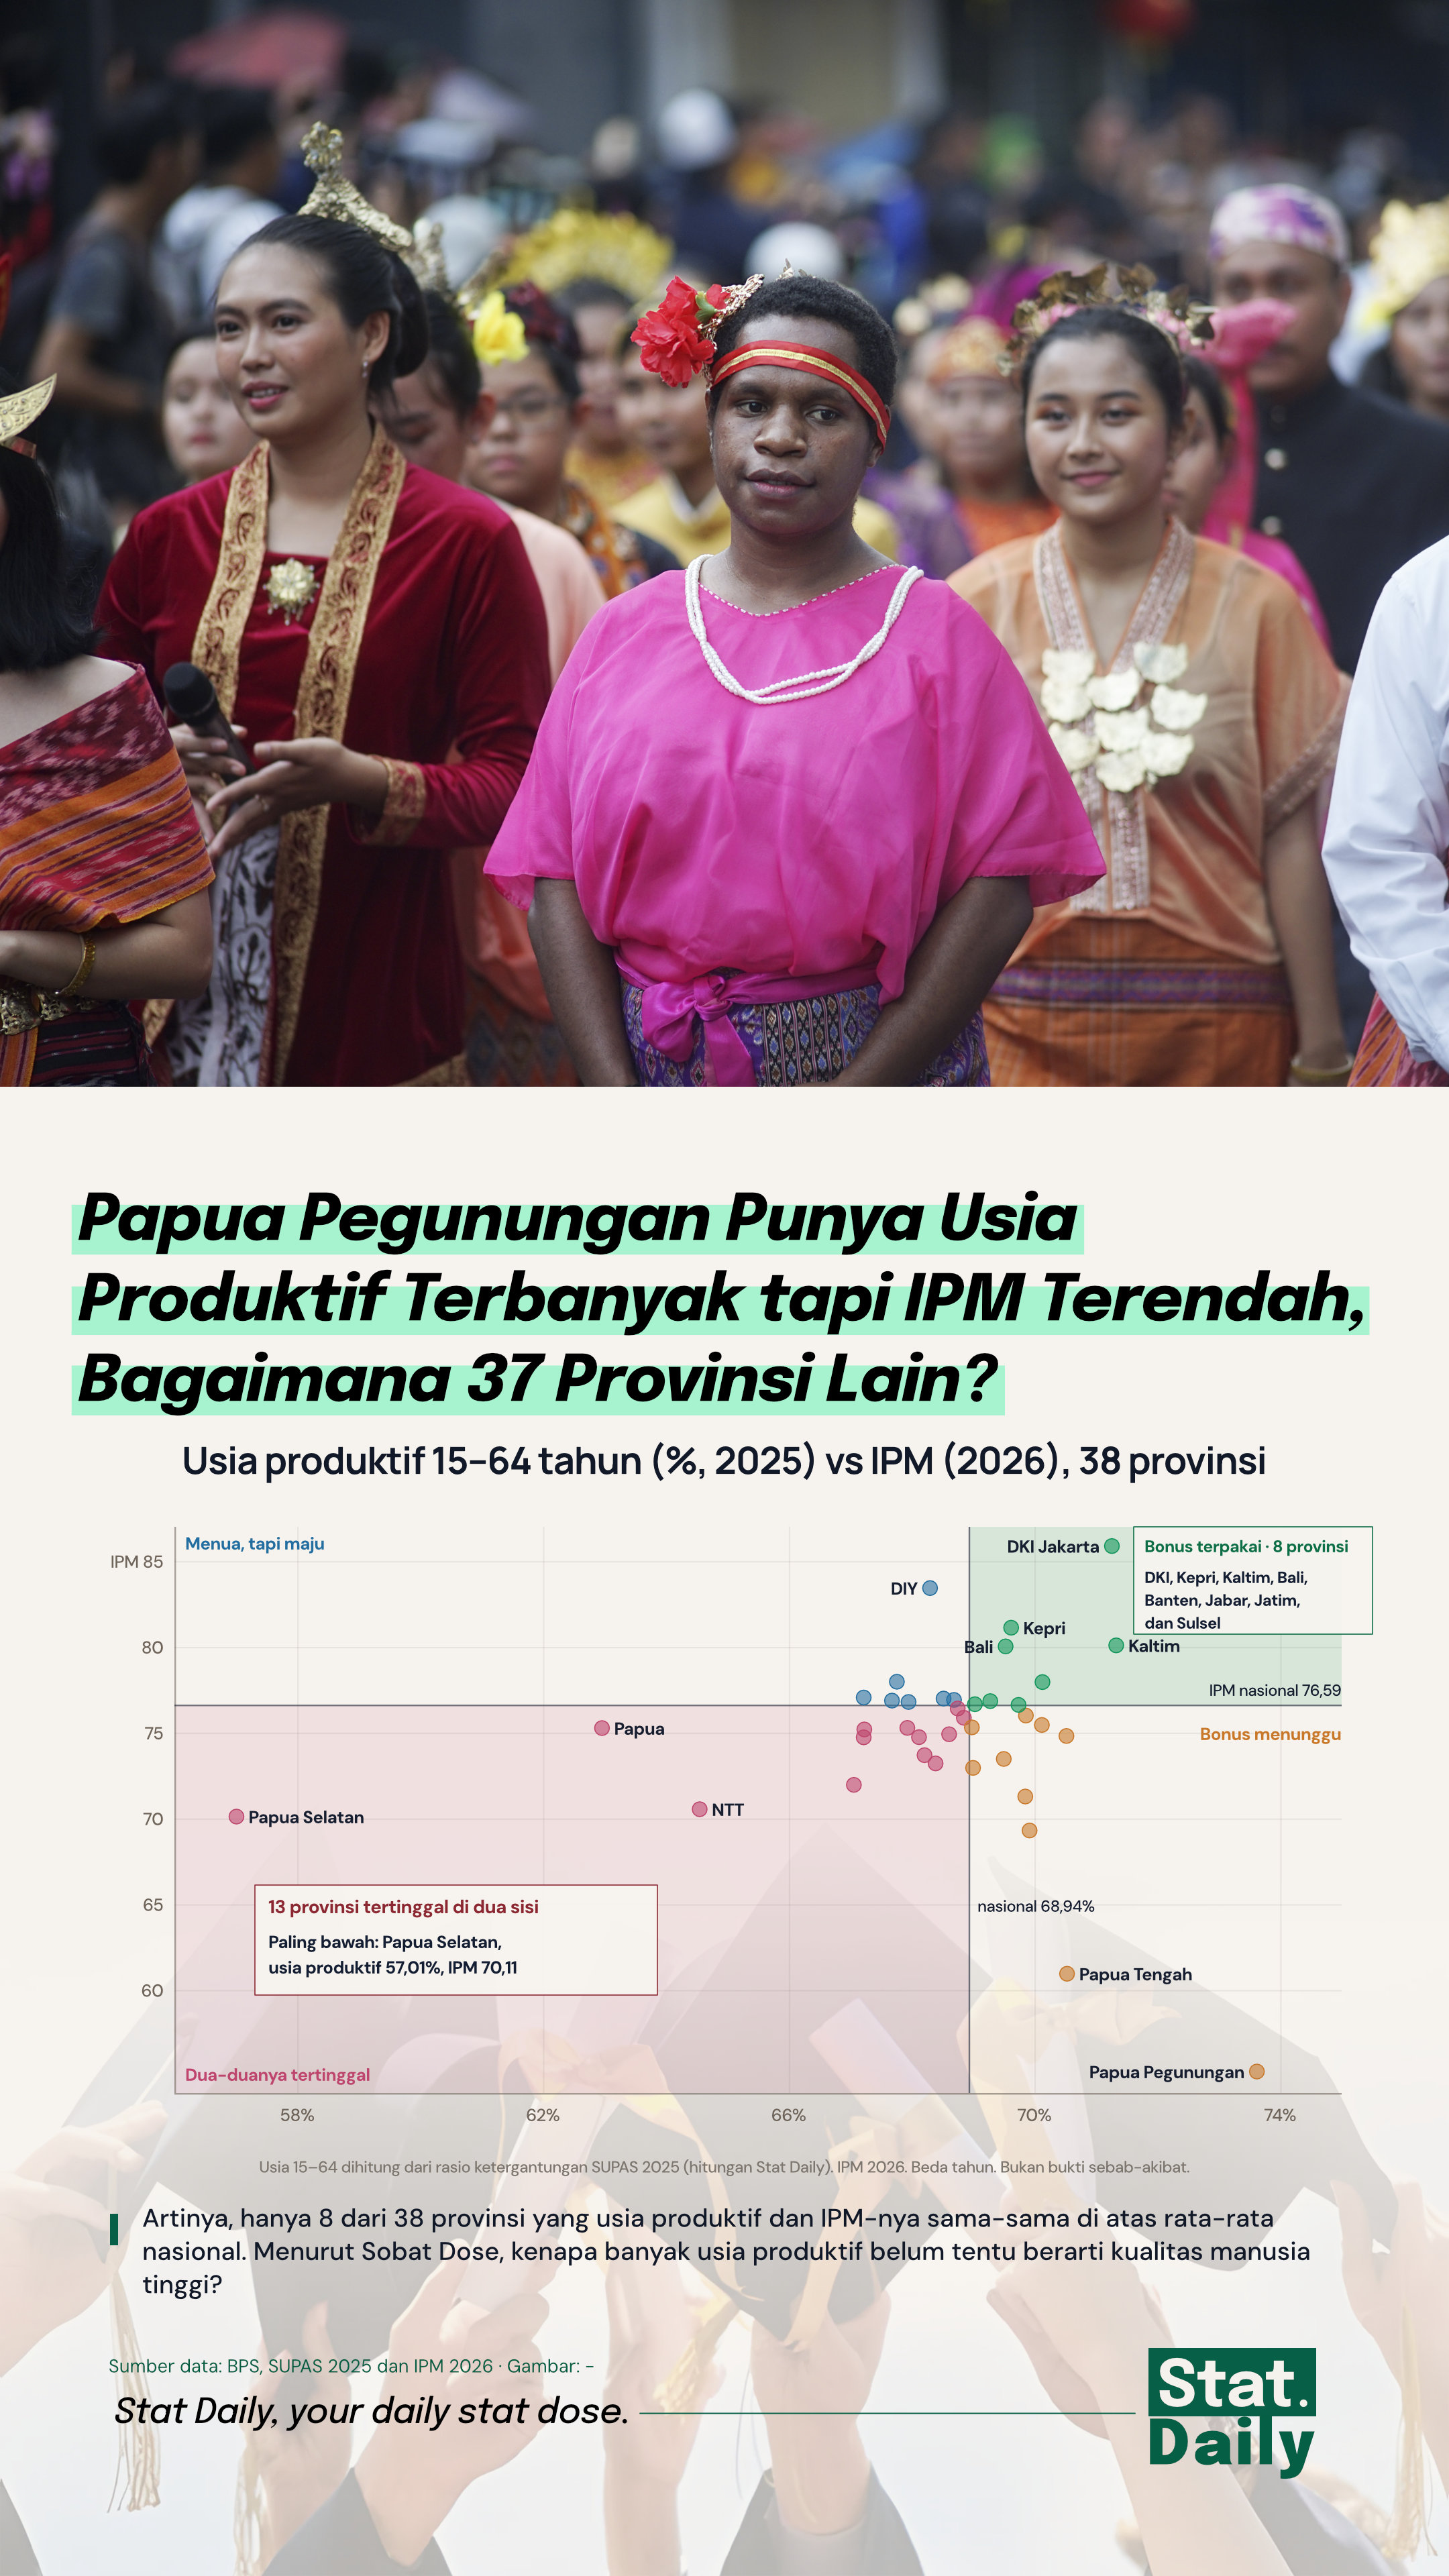 Papua Pegunungan Punya Usia
Produktif Terbanyak tapi IPM Terendah,
Bagaimana 37 Provinsi Lain?
Usia produktif 15–64 tahun (%, 2025) vs IPM (2026), 38 provinsi
Menua, tapi maju
IPM 85
80
75
70
65
60
DKI Jakarta
Bonus terpakai · 8 provinsi
DKI, Kepri, Kaltim, Bali,
Banten, Jabar, Jatim,
dan Sulsel
DIY
Kepri
Bali
Kaltim
IPM nasional 76,59
Bonus menunggu
Papua
NTT
Papua Selatan
13 provinsi tertinggal di dua sisi
Paling bawah: Papua Selatan,
usia produktif 57,01%, IPM 70,11
nasional 68,94%
Papua Tengah
Papua Pegunungan
Dua-duanya tertinggal
58%
62%
66%
70%
74%
Usia 15–64 dihitung dari rasio ketergantungan SUPAS 2025 (hitungan Stat Daily). IPM 2026. Beda tahun. Bukan bukti sebab-akibat.
Artinya, hanya 8 dari 38 provinsi yang usia produktif dan IPM-nya sama-sama di atas rata-rata
nasional. Menurut Sobat Dose, kenapa banyak usia produktif belum tentu berarti kualitas manusia
tinggi?
Sumber data: BPS, SUPAS 2025 dan IPM 2026 · Gambar: -
Stat Daily, your daily stat dose.
Stat.
Daily